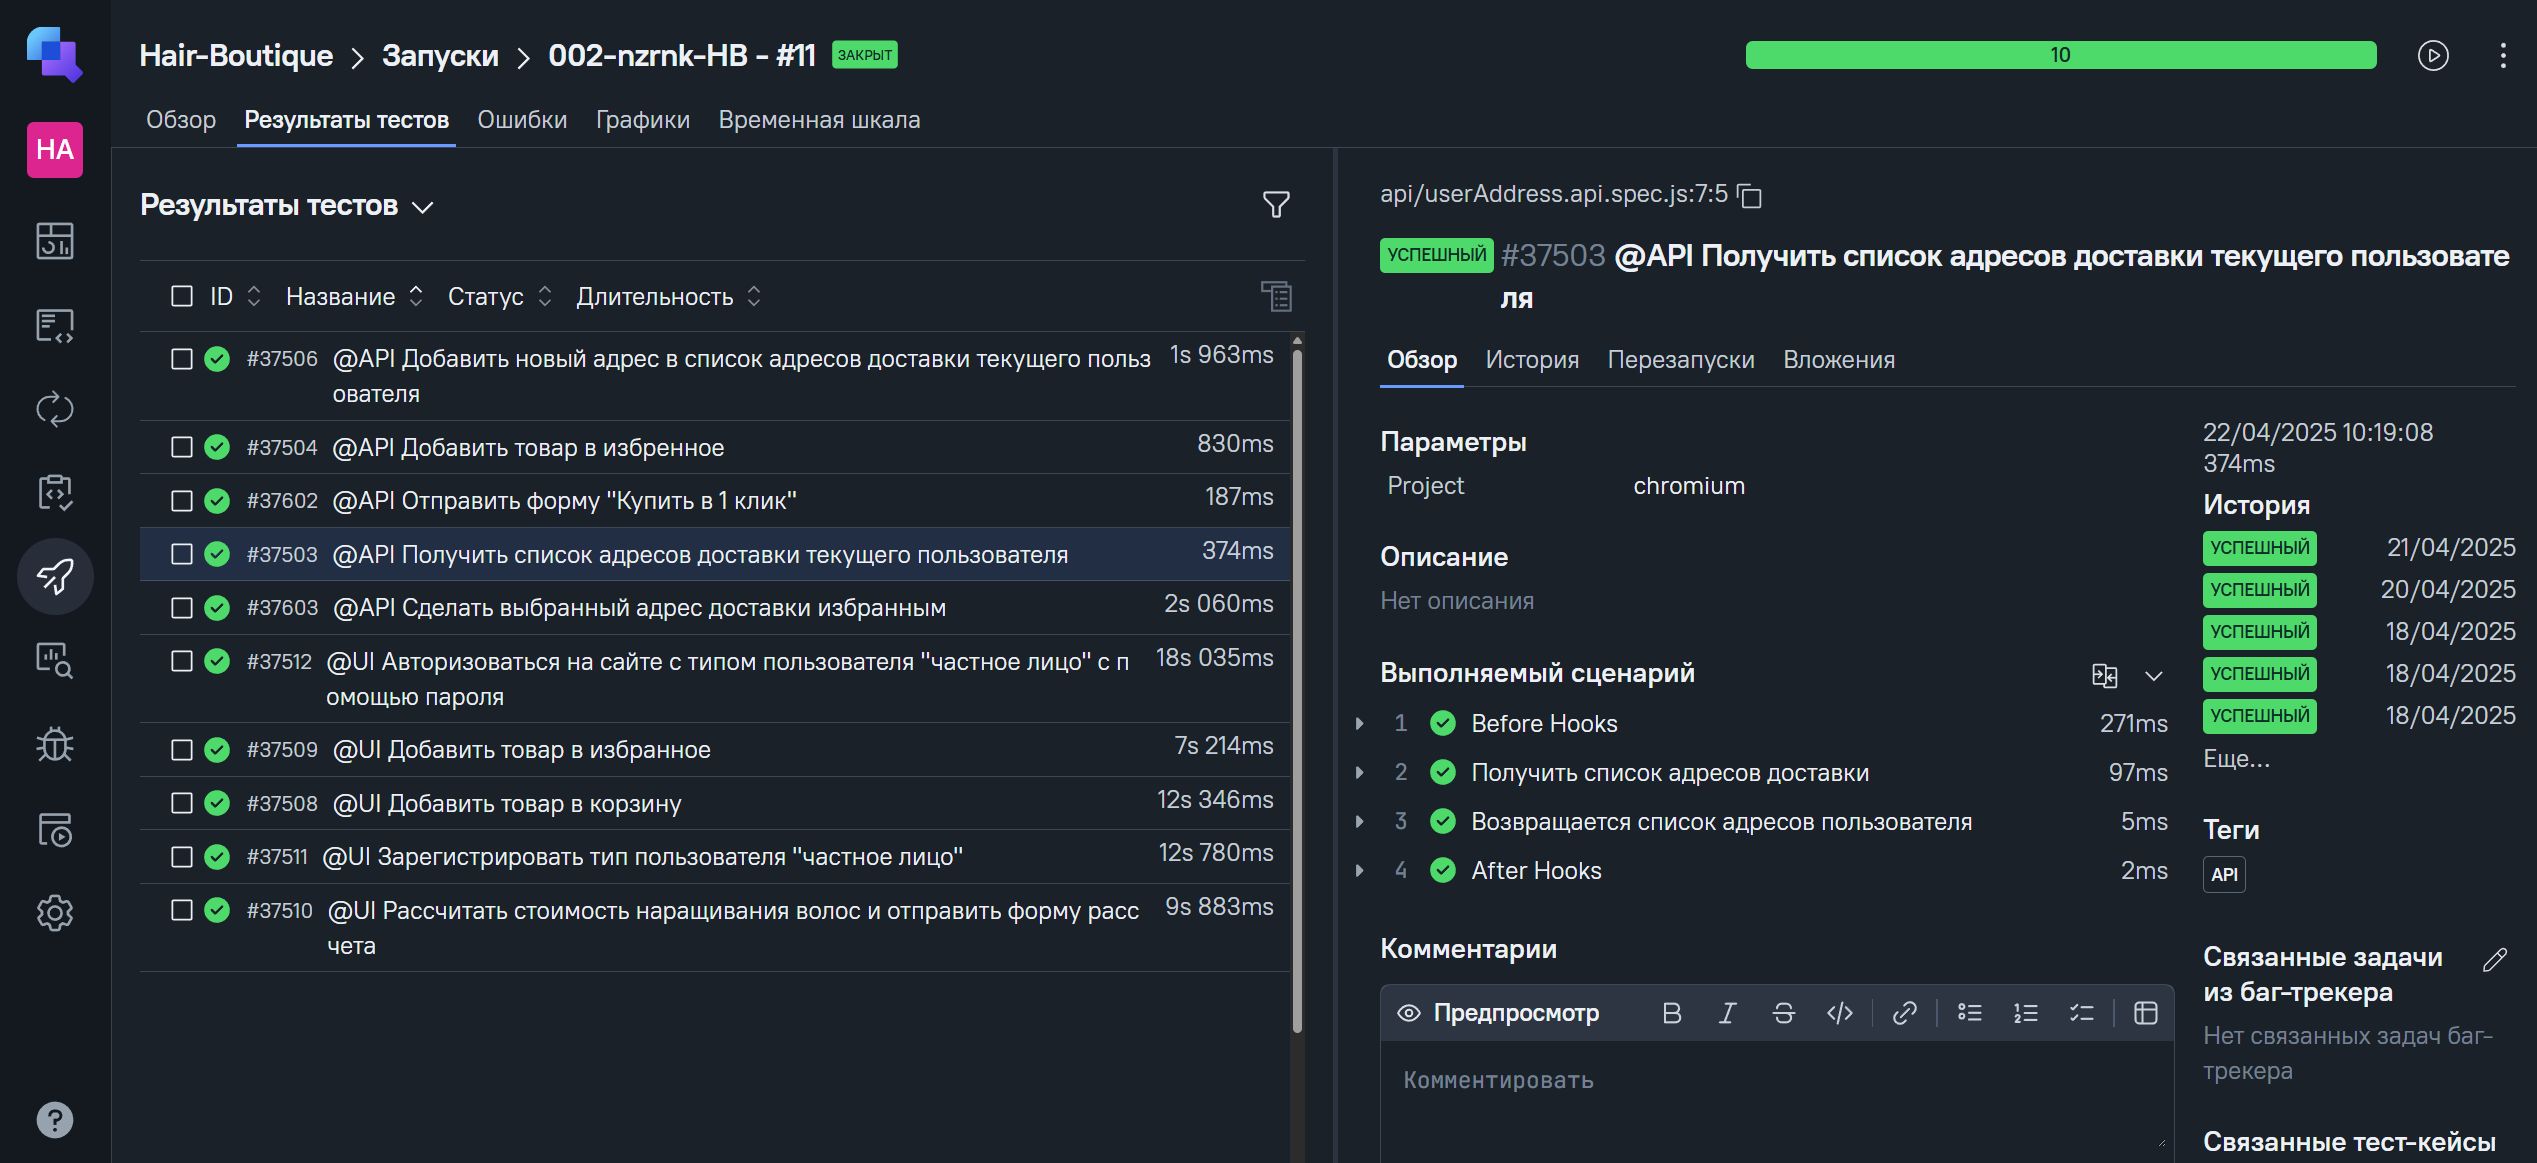 Hair-Boutique > Запуски > 002-nzrnk-HB - #11 ЗАКРЫТ
10
Обзор Результаты тестов Ошибки Графики Временная шкала
HA
Результаты тестов
ID Название Статус Длительность
#37506 @API Добавить новый адрес в список адресов доставки текущего польз 1s 963ms
ователя
#37504 @API Добавить товар в избренное 830ms
#37602 @API Отправить форму "Купить в 1 клик" 187ms
#37503 @API Получить список адресов доставки текущего пользователя 374ms
#37603 @API Сделать выбранный адрес доставки избранным 2s 060ms
#37512 @UI Авторизоваться на сайте с типом пользователя "частное лицо" с п 18s 035ms
омощью пароля
#37509 @UI Добавить товар в избранное 7s 214ms
#37508 @UI Добавить товар в корзину 12s 346ms
#37511 @UI Зарегистрировать тип пользователя "частное лицо" 12s 780ms
#37510 @UI Рассчитать стоимость наращивания волос и отправить форму расс 9s 883ms
чета
api/userAddress.api.spec.js:7:5
УСПЕШНЫЙ #37503 @API Получить список адресов доставки текущего пользовате
ля
Обзор История Перезапуски Вложения
Параметры
Project chromium
Описание
Нет описания
Выполняемый сценарий
1 Before Hooks 271ms
2 Получить список адресов доставки 97ms
3 Возвращается список адресов пользователя 5ms
4 After Hooks 2ms
Комментарии
Предпросмотр
Комментировать
22/04/2025 10:19:08
374ms
История
УСПЕШНЫЙ 21/04/2025
УСПЕШНЫЙ 20/04/2025
УСПЕШНЫЙ 18/04/2025
УСПЕШНЫЙ 18/04/2025
УСПЕШНЫЙ 18/04/2025
Еще...
Теги
API
Связанные задачи
из баг-трекера
Нет связанных задач баг-
трекера
Связанные тест-кейсы